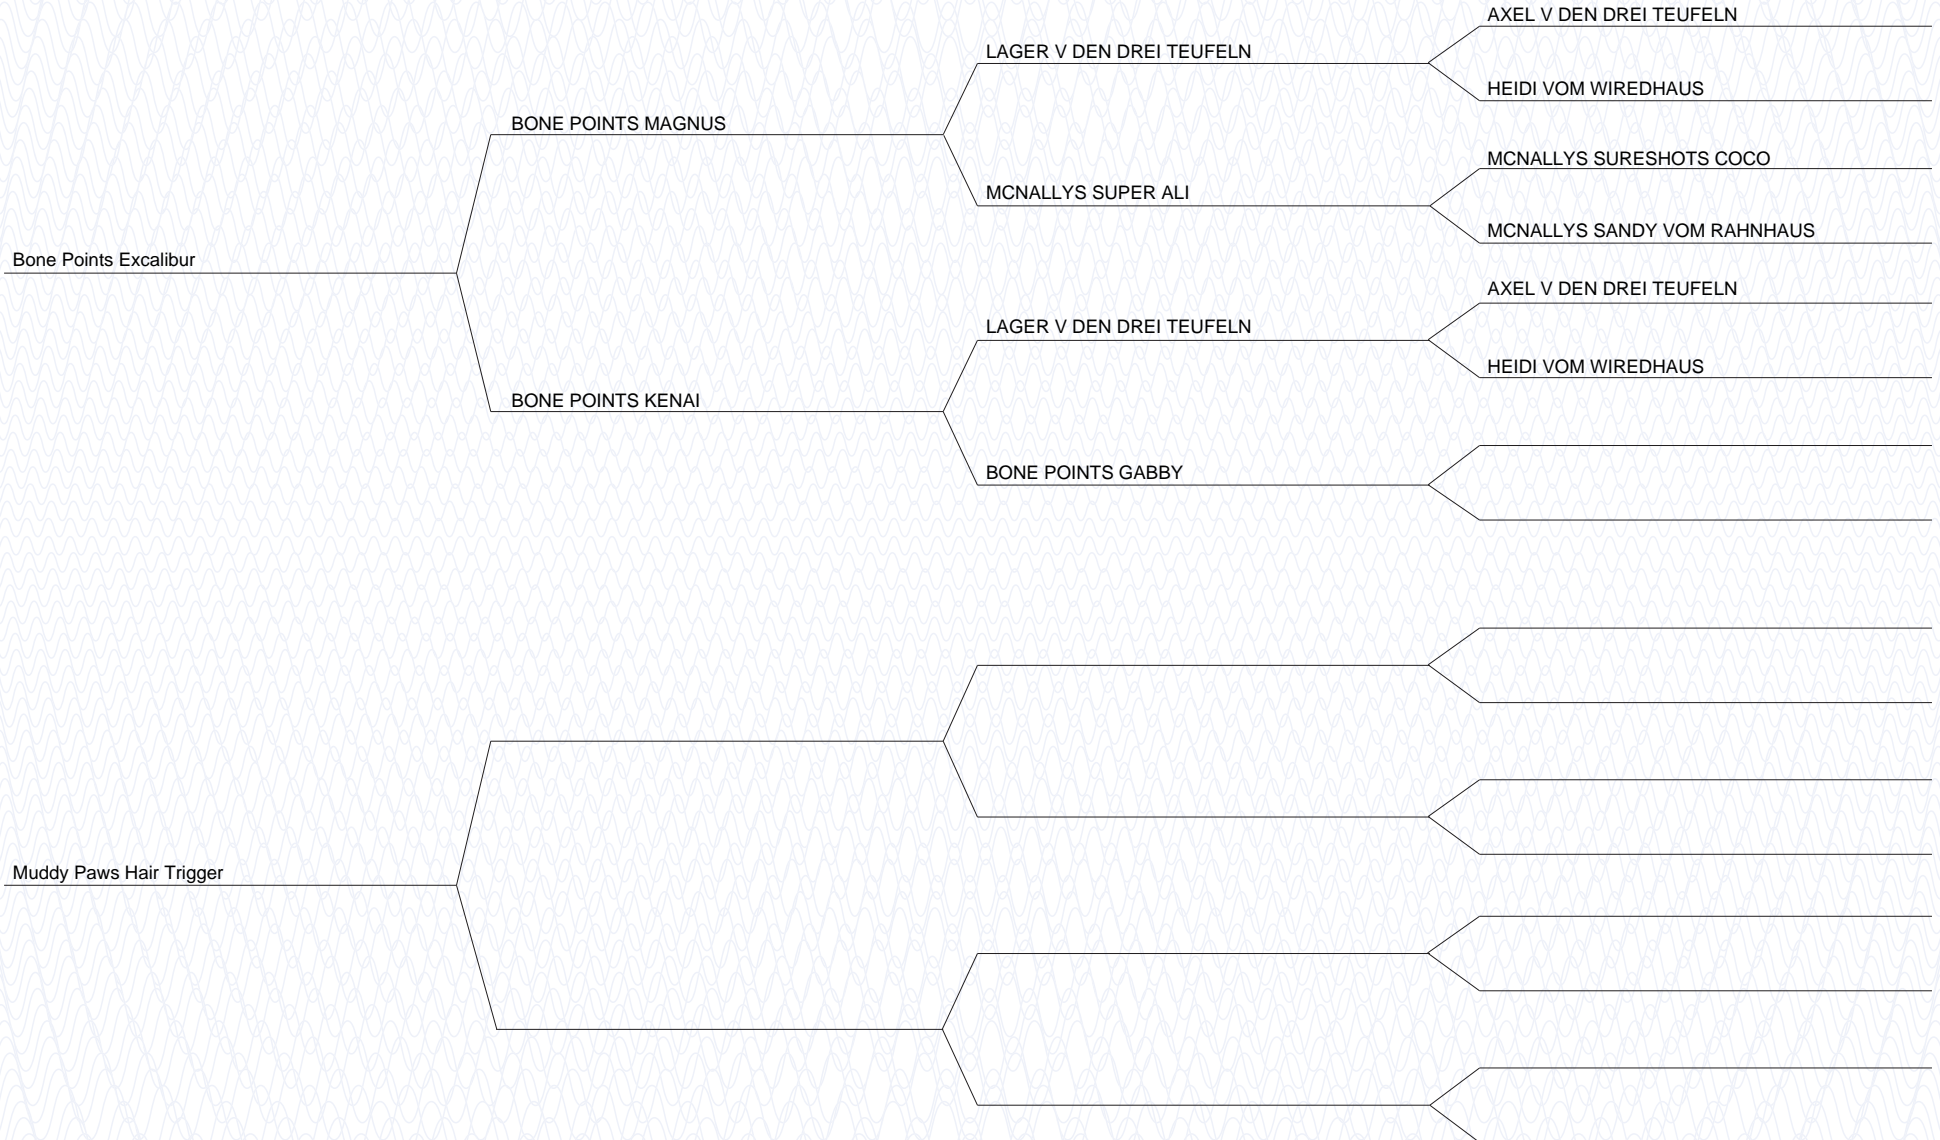 AXEL V DEN DREI TEUFELN
LAGER V DEN DREI TEUFELN
HEIDI VOM WIREDHAUS
BONE POINTS MAGNUS
MCNALLYS SURESHOTS COCO
MCNALLYS SUPER ALI
MCNALLYS SANDY VOM RAHNHAUS
Bone Points Excalibur
AXEL V DEN DREI TEUFELN
LAGER V DEN DREI TEUFELN
HEIDI VOM WIREDHAUS
BONE POINTS KENAI
BONE POINTS GABBY
Muddy Paws Hair Trigger